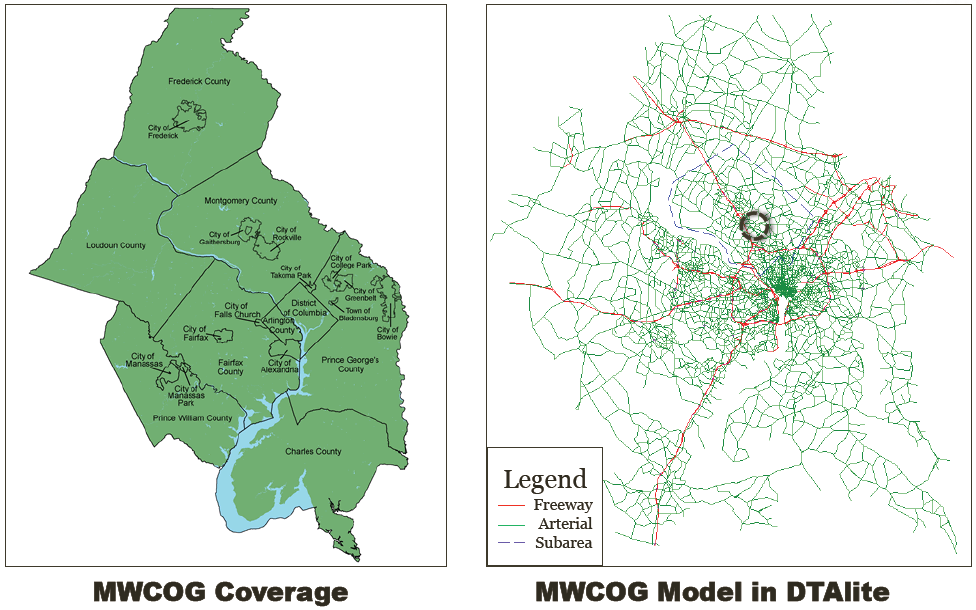 Frederick County
City of
Frederick
Montgomery County
City of
Gaithersburg
City of
Rockville
Loudoun County
City of
Takoma Park
City of
College Park
City of
Greenbelt
District
of Columbia
Town of
Bladensburg
City of
Bowie
City of
Falls Church
Arlington
County
City of
Fairfax
Fairfax
County
City of
Alexandria
Prince George's
County
City of
Manassas
City of
Manassas
Park
Prince William County
Charles County
Legend
Freeway
Arterial
Subarea
MWCOG Coverage
MWCOG Model in DTAlite